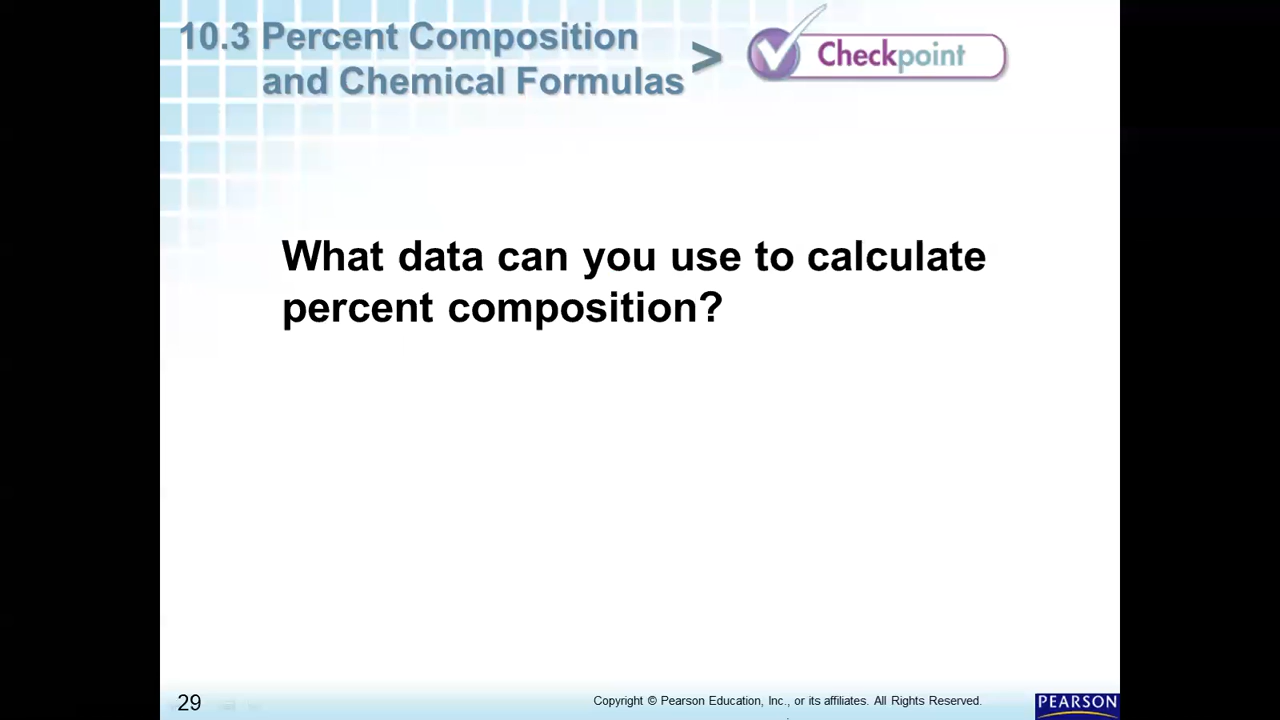 10.3 Percent Composition >
and Chemical Formulas
Checkpoint
What data can you use to calculate
percent composition?
29
Copyright © Pearson Education, Inc., or its affiliates. All Rights Reserved.
PEARSON